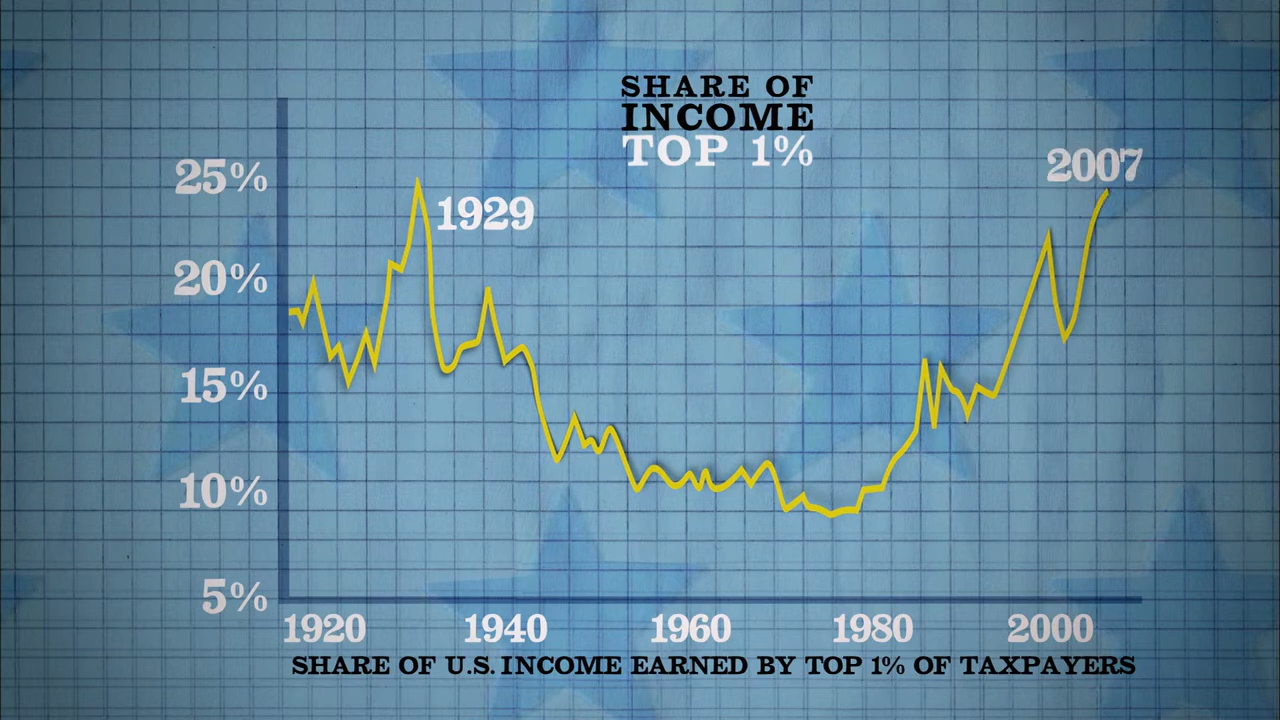 SHARE OF
INCOME
TOP 1%
2007
25%
1929
20%
15%
10%
5%
1920 1940 1960 1980 2000
SHARE OF U.S. INCOME EARNED BY TOP 1% OF TAXPAYERS